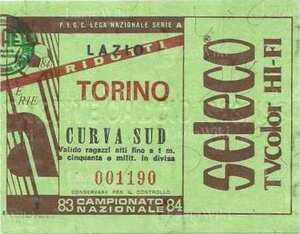 F.I.G.C. LEGA NAZIONALE SERIE A
LAZIO
RIDOTTI
TORINO
CURVA SUD
Valido ragazzi alti fino a 1 m.
e cinquanta e milit. in divisa
001190
CONSERVARE PER IL CONTROLLO
83 CAMPIONATO NAZIONALE 84
seleco
TVcolor HI-FI